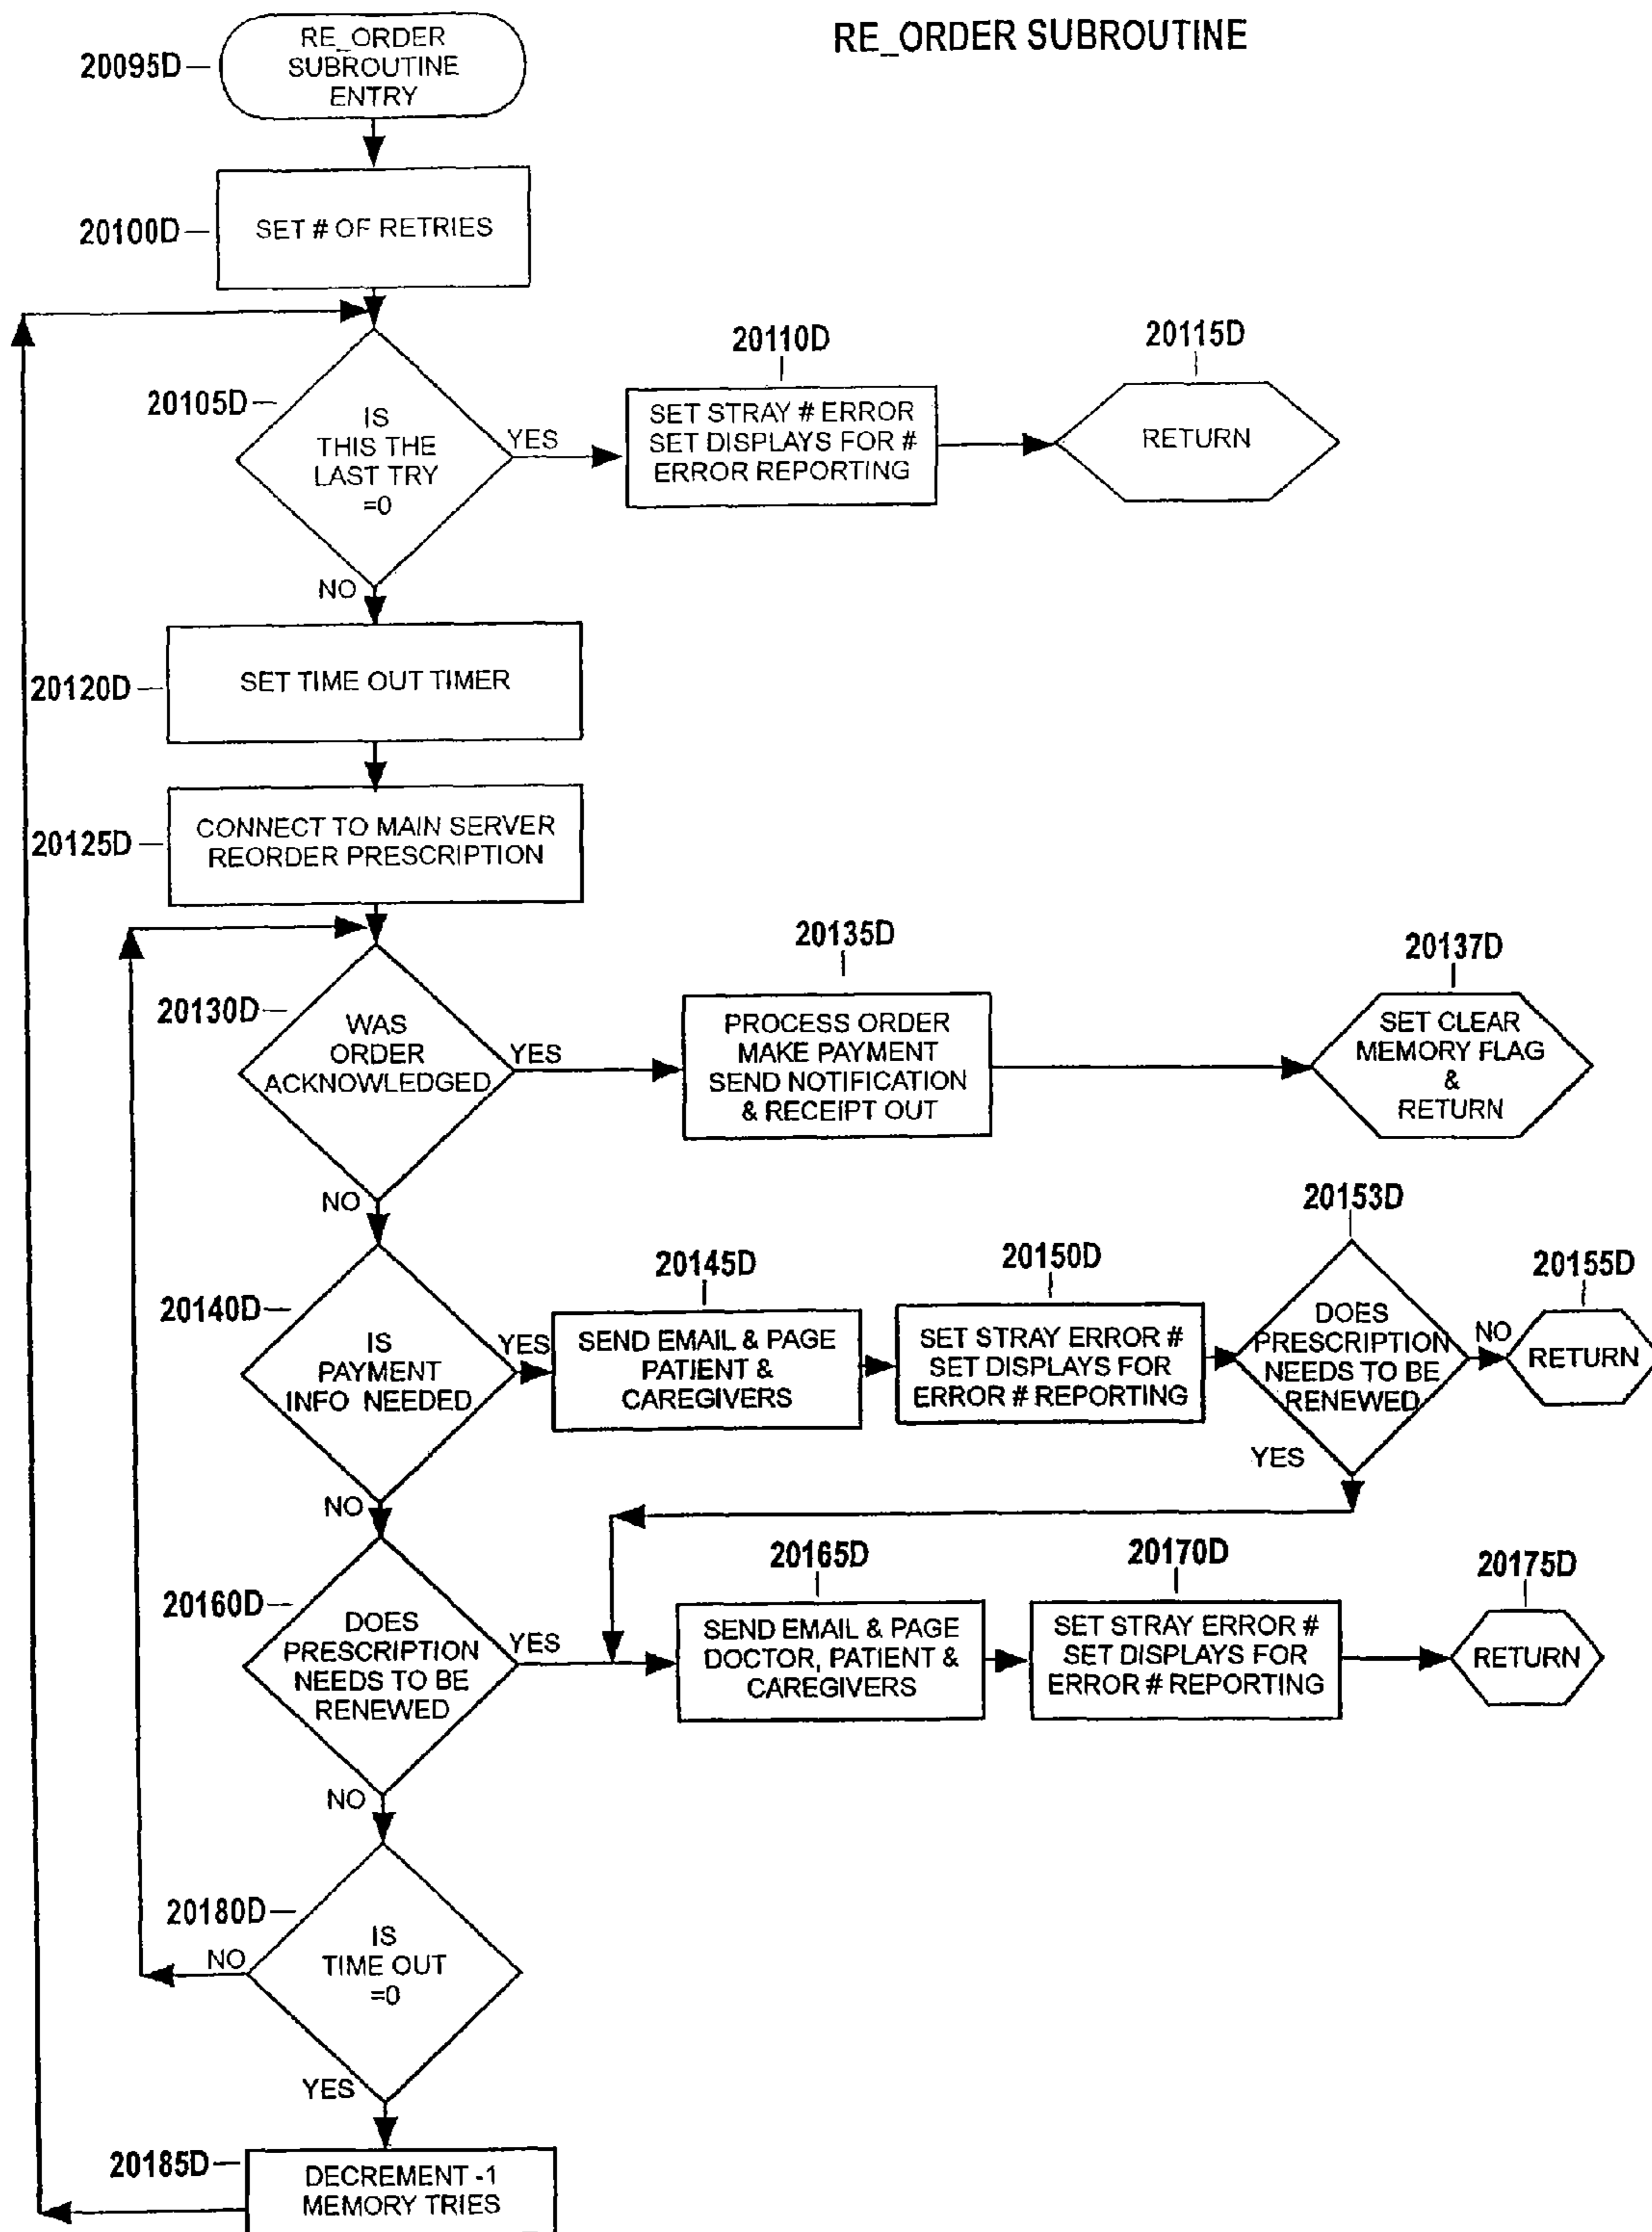 RE_ORDER SUBROUTINE
20095D
RE_ORDER
SUBROUTINE
ENTRY
20100D
SET # OF RETRIES
20105D
IS
THIS THE
LAST TRY
=0
YES
NO
20110D
SET STRAY # ERROR
SET DISPLAYS FOR #
ERROR REPORTING
20115D
RETURN
20120D
SET TIME OUT TIMER
20125D
CONNECT TO MAIN SERVER
REORDER PRESCRIPTION
20130D
WAS
ORDER
ACKNOWLEDGED
YES
NO
20135D
PROCESS ORDER
MAKE PAYMENT
SEND NOTIFICATION
& RECEIPT OUT
20137D
SET CLEAR
MEMORY FLAG
&
RETURN
20140D
IS
PAYMENT
INFO NEEDED
YES
NO
20145D
SEND EMAIL & PAGE
PATIENT &
CAREGIVERS
20150D
SET STRAY ERROR #
SET DISPLAYS FOR
ERROR # REPORTING
20153D
DOES
PRESCRIPTION
NEEDS TO BE
RENEWED
NO
YES
20155D
RETURN
20160D
DOES
PRESCRIPTION
NEEDS TO BE
RENEWED
YES
NO
20165D
SEND EMAIL & PAGE
DOCTOR, PATIENT &
CAREGIVERS
20170D
SET STRAY ERROR #
SET DISPLAYS FOR
ERROR # REPORTING
20175D
RETURN
20180D
IS
TIME OUT
=0
NO
YES
20185D
DECREMENT -1
MEMORY TRIES